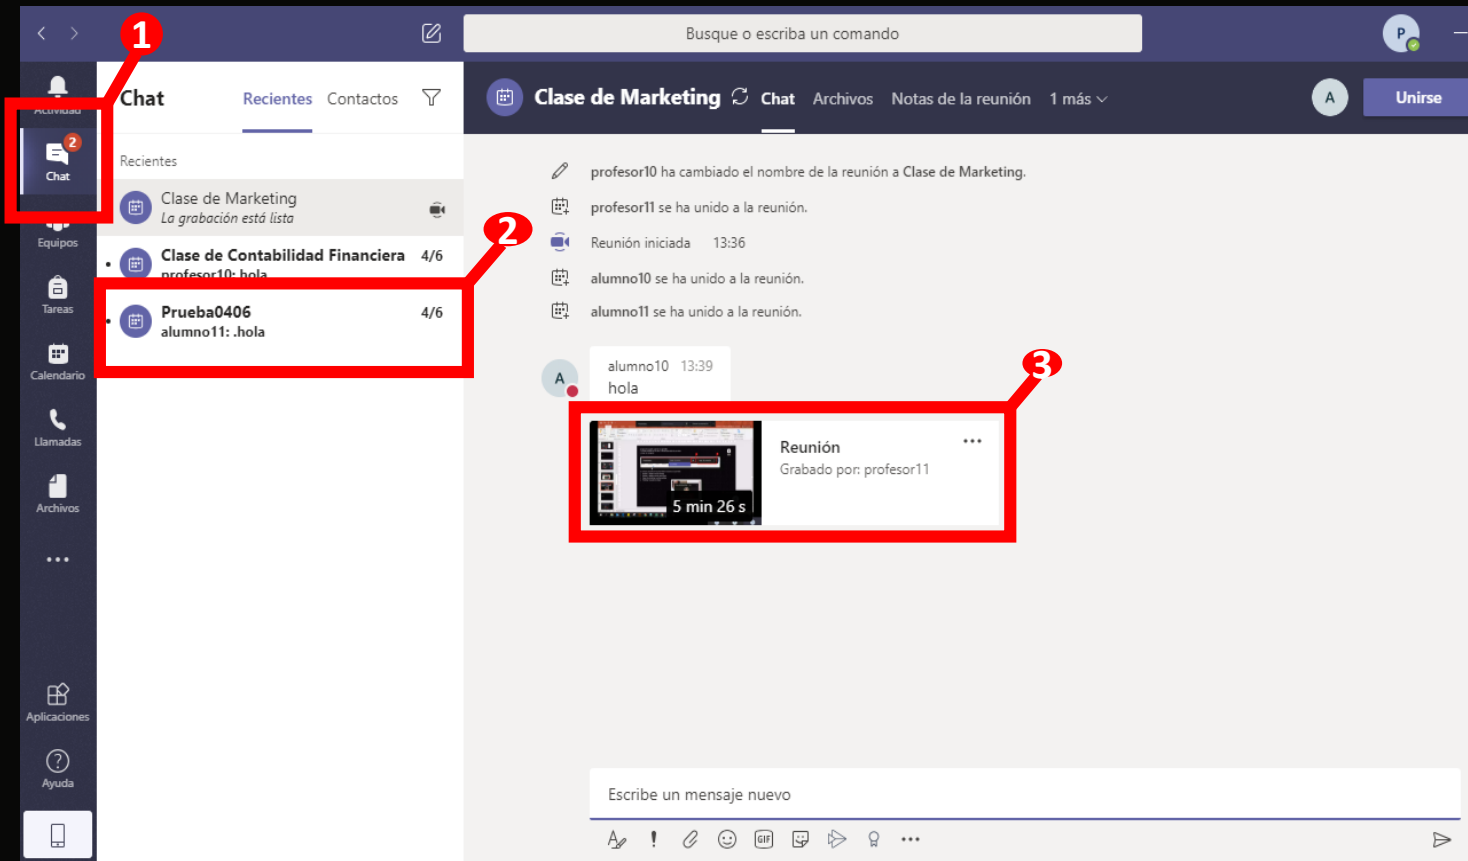 1
Busque o escriba un comando
P
Actividad
2
Chat
Equipos
Tareas
Calendario
Llamadas
Archivos
Aplicaciones
Ayuda
Chat
Recientes Contactos
Recientes
Clase de Marketing
La grabación está lista
Clase de Contabilidad Financiera 4/6
profesor10: hola
2
Prueba0406 4/6
alumno11: .hola
Clase de Marketing Chat Archivos Notas de la reunión 1 más
A
Unirse
profesor10 ha cambiado el nombre de la reunión a Clase de Marketing.
profesor11 se ha unido a la reunión.
Reunión iniciada 13:36
alumno10 se ha unido a la reunión.
alumno11 se ha unido a la reunión.
A
alumno10 13:39
hola
3
Reunión
Grabado por: profesor11
5 min 26 s
Escribe un mensaje nuevo
GIF